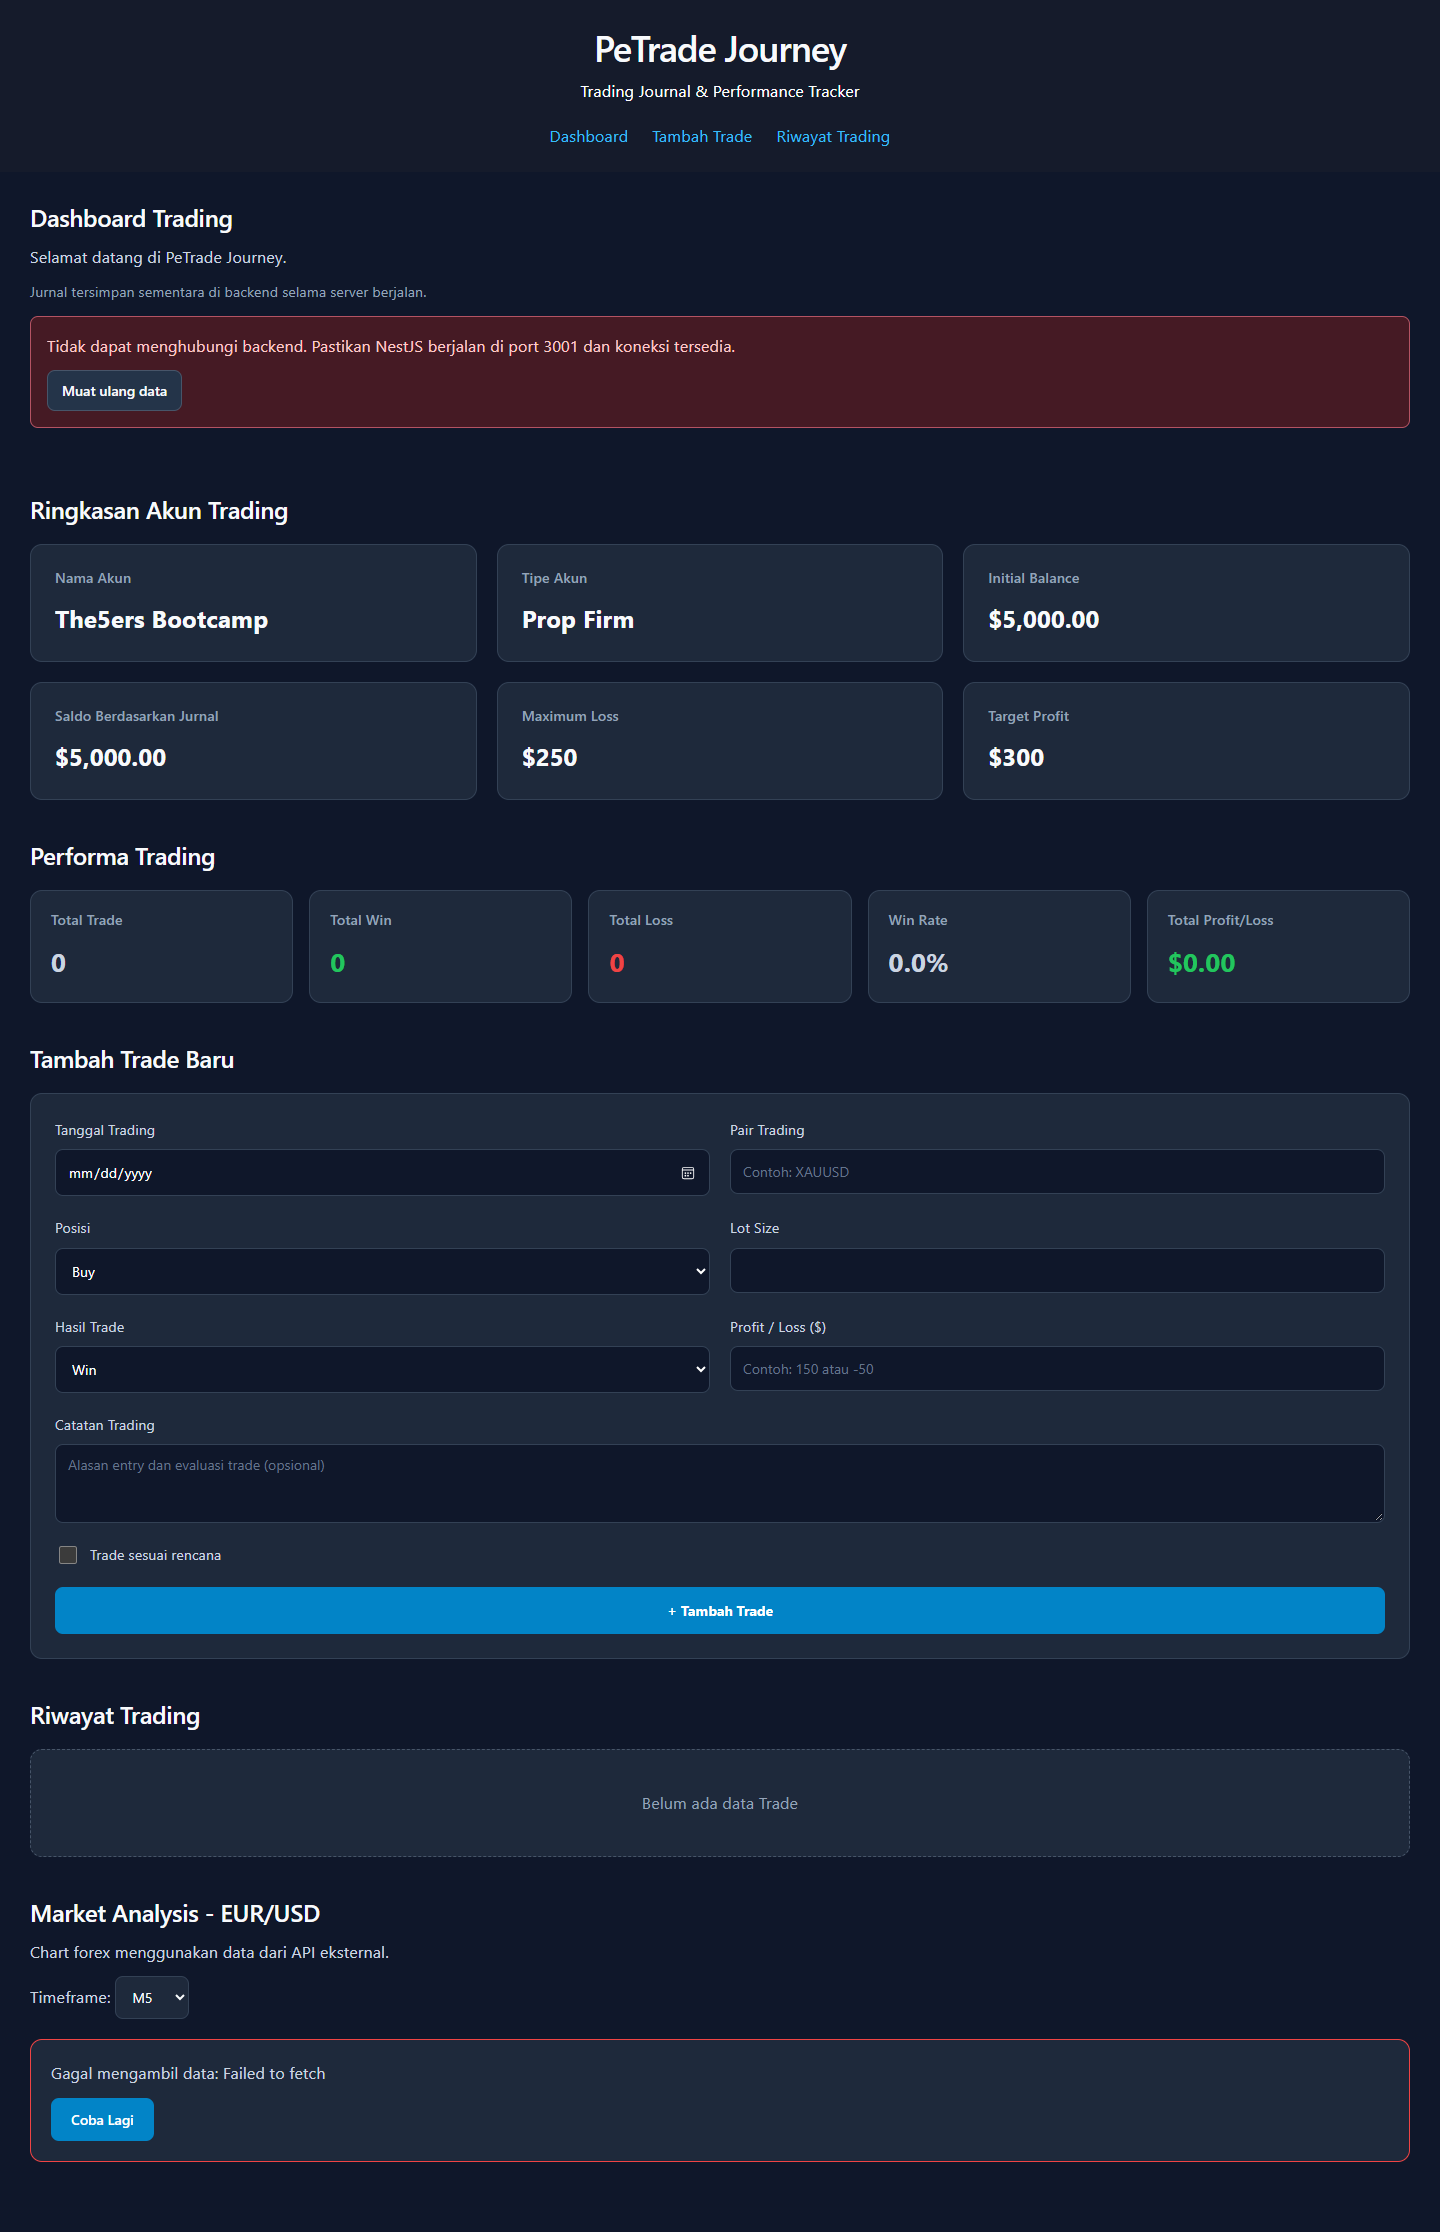 PeTrade Journey
Trading Journal & Performance Tracker
Dashboard Tambah Trade Riwayat Trading
Dashboard Trading
Selamat datang di PeTrade Journey.
Jurnal tersimpan sementara di backend selama server berjalan.
Tidak dapat menghubungi backend. Pastikan NestJS berjalan di port 3001 dan koneksi tersedia.
Muat ulang data
Ringkasan Akun Trading
Nama Akun
The5ers Bootcamp
Tipe Akun
Prop Firm
Initial Balance
$5,000.00
Saldo Berdasarkan Jurnal
$5,000.00
Maximum Loss
$250
Target Profit
$300
Performa Trading
Total Trade
0
Total Win
0
Total Loss
0
Win Rate
0.0%
Total Profit/Loss
$0.00
Tambah Trade Baru
Tanggal Trading
mm/dd/yyyy
Pair Trading
Contoh: XAUUSD
Posisi
Buy
Lot Size
Hasil Trade
Win
Profit / Loss ($)
Contoh: 150 atau -50
Catatan Trading
Alasan entry dan evaluasi trade (opsional)
Trade sesuai rencana
+ Tambah Trade
Riwayat Trading
Belum ada data Trade
Market Analysis - EUR/USD
Chart forex menggunakan data dari API eksternal.
Timeframe: M5
Gagal mengambil data: Failed to fetch
Coba Lagi